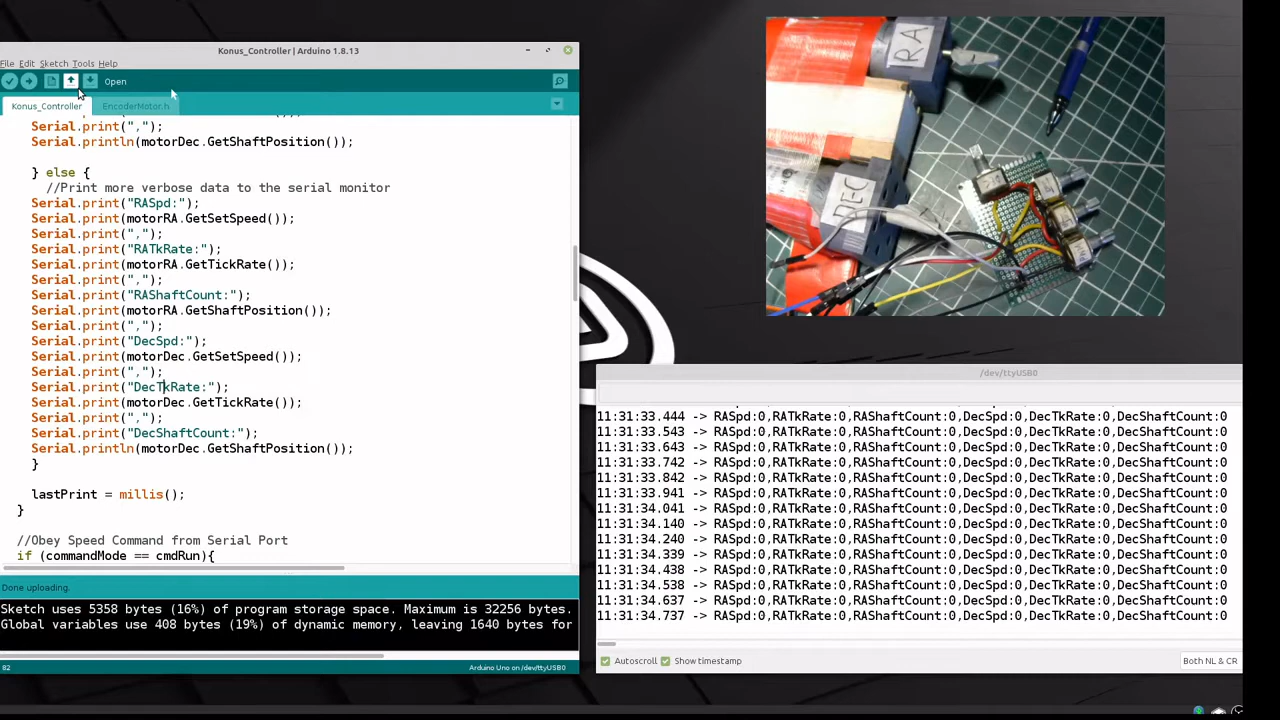 Konus_Controller | Arduino 1.8.13
File Edit Sketch Tools Help
Open
Konus_Controller
EncoderMotor.h
Serial.print(",");
Serial.println(motorDec.GetShaftPosition());
} else {
//Print more verbose data to the serial monitor
Serial.print("RASpd:");
Serial.print(motorRA.GetSetSpeed());
Serial.print(",");
Serial.print("RATkRate:");
Serial.print(motorRA.GetTickRate());
Serial.print(",");
Serial.print("RAShaftCount:");
Serial.print(motorRA.GetShaftPosition());
Serial.print(",");
Serial.print("DecSpd:");
Serial.print(motorDec.GetSetSpeed());
Serial.print(",");
Serial.print("DecTkRate:");
Serial.print(motorDec.GetTickRate());
Serial.print(",");
Serial.print("DecShaftCount:");
Serial.println(motorDec.GetShaftPosition());
}
lastPrint = millis();
}
//Obey Speed Command from Serial Port
if (commandMode == cmdRun){
Done uploading.
Sketch uses 5358 bytes (16%) of program storage space. Maximum is 32256 bytes.
Global variables use 408 bytes (19%) of dynamic memory, leaving 1640 bytes for
82
Arduino Uno on /dev/ttyUSB0
RA
DEC
/dev/ttyUSB0
11:31:33.444 -> RASpd:0,RATkRate:0,RAShaftCount:0,DecSpd:0,DecTkRate:0,DecShaftCount:0
11:31:33.543 -> RASpd:0,RATkRate:0,RAShaftCount:0,DecSpd:0,DecTkRate:0,DecShaftCount:0
11:31:33.643 -> RASpd:0,RATkRate:0,RAShaftCount:0,DecSpd:0,DecTkRate:0,DecShaftCount:0
11:31:33.742 -> RASpd:0,RATkRate:0,RAShaftCount:0,DecSpd:0,DecTkRate:0,DecShaftCount:0
11:31:33.842 -> RASpd:0,RATkRate:0,RAShaftCount:0,DecSpd:0,DecTkRate:0,DecShaftCount:0
11:31:33.941 -> RASpd:0,RATkRate:0,RAShaftCount:0,DecSpd:0,DecTkRate:0,DecShaftCount:0
11:31:34.041 -> RASpd:0,RATkRate:0,RAShaftCount:0,DecSpd:0,DecTkRate:0,DecShaftCount:0
11:31:34.140 -> RASpd:0,RATkRate:0,RAShaftCount:0,DecSpd:0,DecTkRate:0,DecShaftCount:0
11:31:34.240 -> RASpd:0,RATkRate:0,RAShaftCount:0,DecSpd:0,DecTkRate:0,DecShaftCount:0
11:31:34.339 -> RASpd:0,RATkRate:0,RAShaftCount:0,DecSpd:0,DecTkRate:0,DecShaftCount:0
11:31:34.438 -> RASpd:0,RATkRate:0,RAShaftCount:0,DecSpd:0,DecTkRate:0,DecShaftCount:0
11:31:34.538 -> RASpd:0,RATkRate:0,RAShaftCount:0,DecSpd:0,DecTkRate:0,DecShaftCount:0
11:31:34.637 -> RASpd:0,RATkRate:0,RAShaftCount:0,DecSpd:0,DecTkRate:0,DecShaftCount:0
11:31:34.737 -> RASpd:0,RATkRate:0,RAShaftCount:0,DecSpd:0,DecTkRate:0,DecShaftCount:0
Autoscroll Show timestamp
Both NL & CR